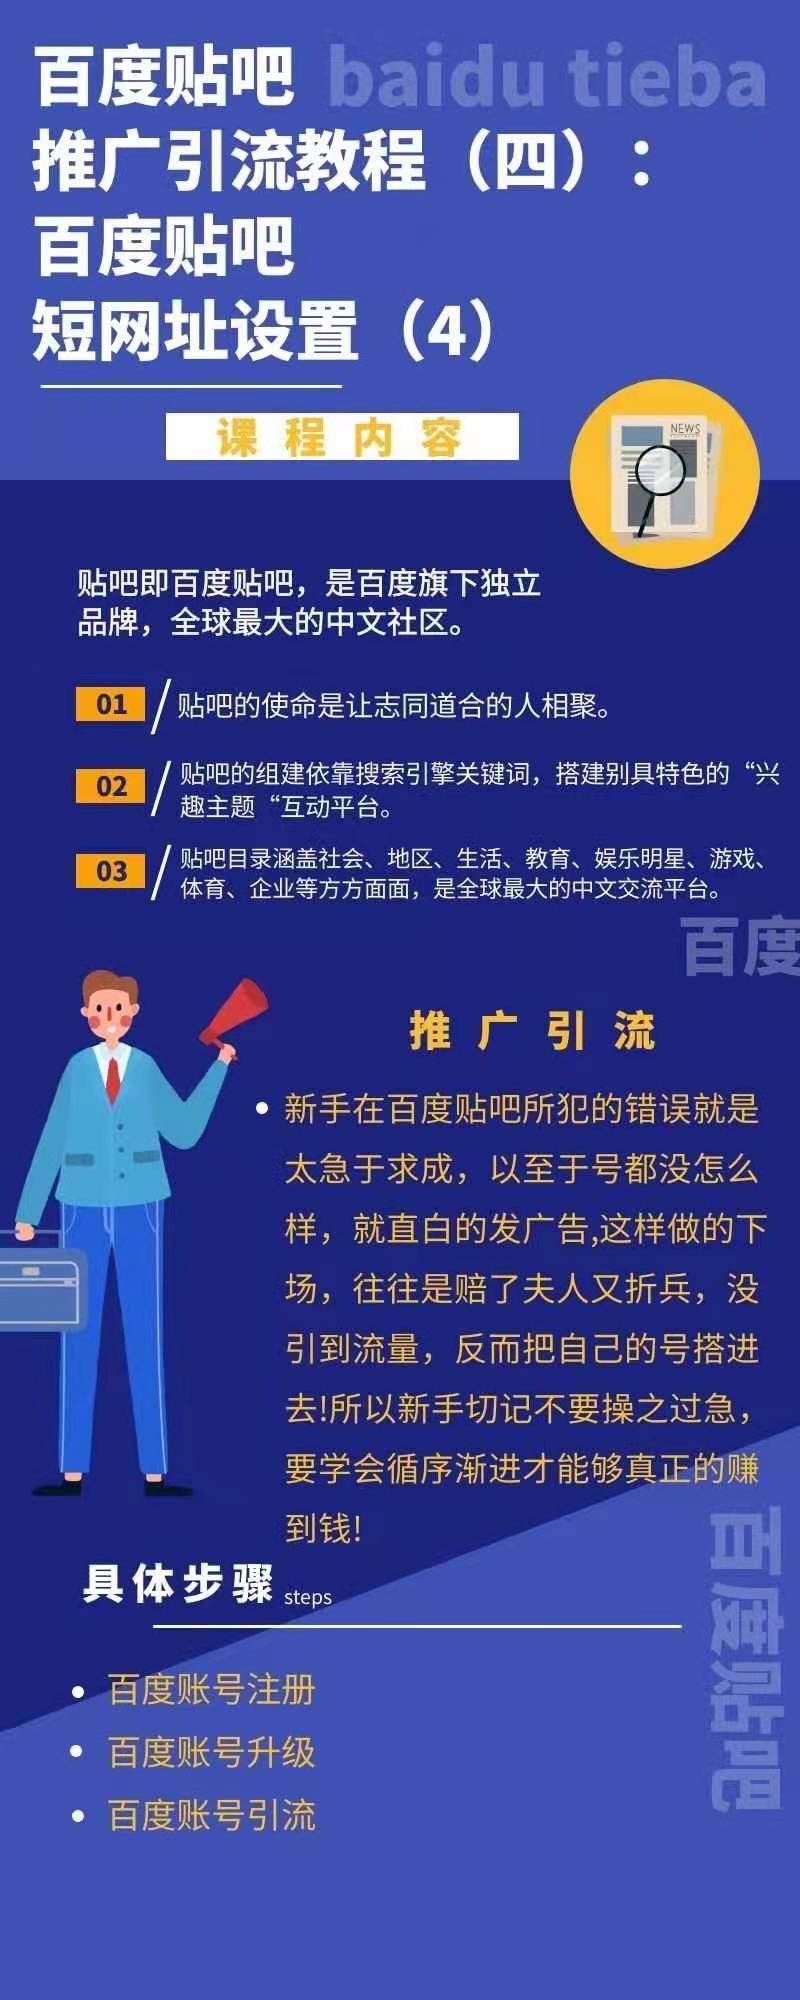 百度贴吧 baidu tieba
推广引流教程（四）：
百度贴吧
短网址设置（4）
课程内容
NEWS
贴吧即百度贴吧，是百度旗下独立
品牌，全球最大的中文社区。
01 贴吧的使命是让志同道合的人相聚。
02 贴吧的组建依靠搜索引擎关键词，搭建别具特色的“兴
趣主题“互动平台。
03 贴吧目录涵盖社会、地区、生活、教育、娱乐明星、游戏、
体育、企业等方方面面，是全球最大的中文交流平台。
百度
推广引流
新手在百度贴吧所犯的错误就是
太急于求成，以至于号都没怎么
样，就直白的发广告,这样做的下
场，往往是赔了夫人又折兵，没
引到流量，反而把自己的号搭进
去!所以新手切记不要操之过急，
要学会循序渐进才能够真正的赚
到钱!
具体步骤 steps
百度账号注册
百度账号升级
百度账号引流
百度贴吧